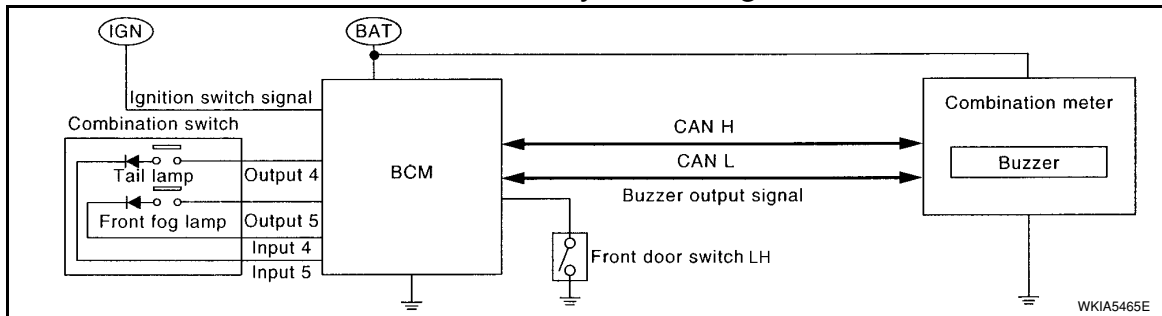 IGN
BAT
Ignition switch signal
Combination switch
Tail lamp
Output 4
Front fog lamp
Output 5
Input 4
Input 5
BCM
CAN H
CAN L
Buzzer output signal
Front door switch LH
Combination meter
Buzzer
WKIA5465E